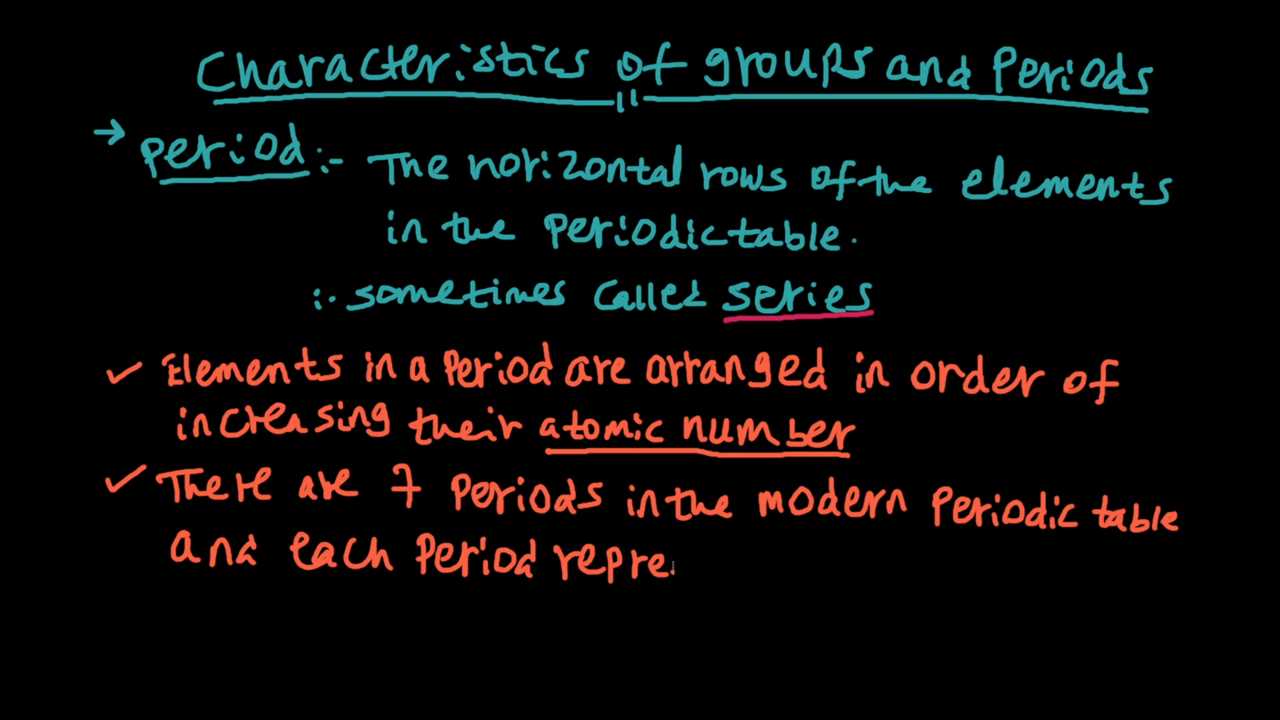 Characteristics of groups and Periods
→ Period :- The horizontal rows of the elements
in the Periodic table.
:. sometimes called series
✓ Elements in a Period are arranged in order of
increasing their atomic number
✓ There are 7 Periods in the modern Periodic table
and each Period repre